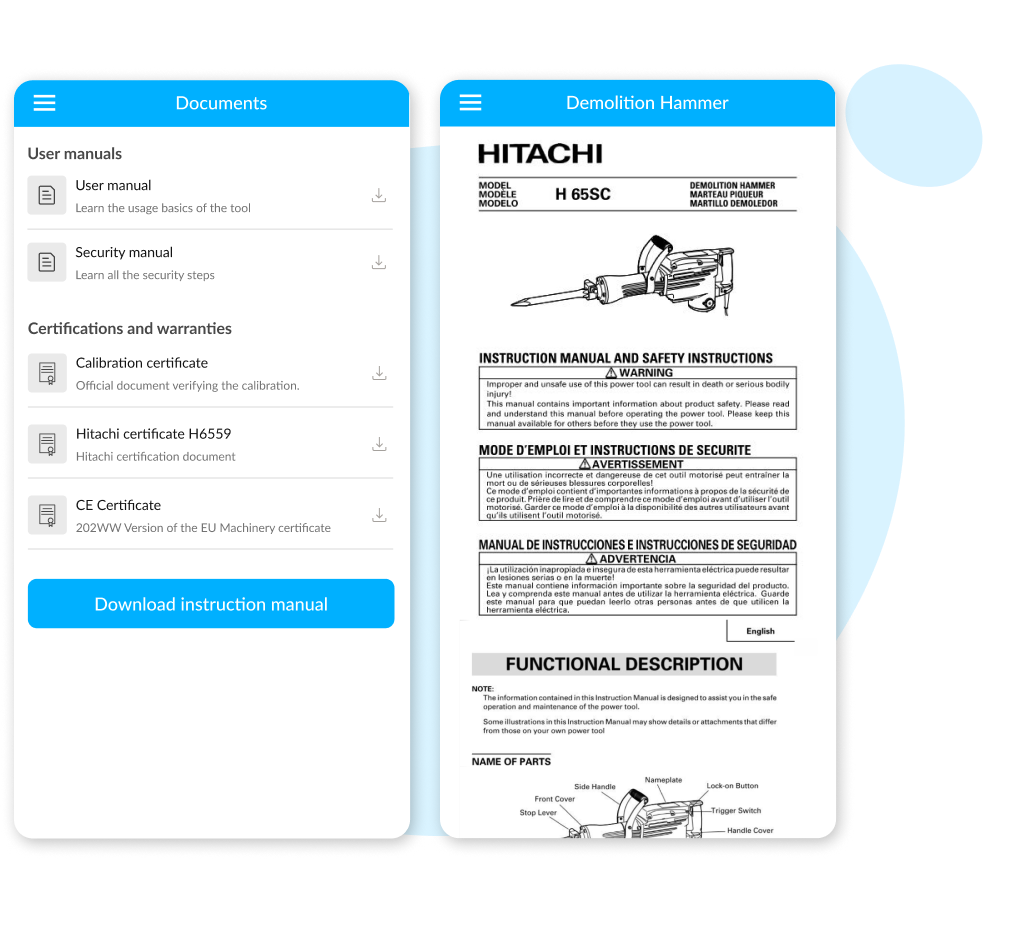 Documents
User manuals
User manual
Learn the usage basics of the tool
Security manual
Learn all the security steps
Certifications and warranties
Calibration certificate
Official document verifying the calibration.
Hitachi certificate H6559
Hitachi certification document
CE Certificate
202WW Version of the EU Machinery certificate
Download instruction manual
Demolition Hammer
HITACHI
MODEL
MODÈLE
MODELO
H 65SC
DEMOLITION HAMMER
MARTEAU PIQUEUR
MARTILLO DEMOLEDOR
INSTRUCTION MANUAL AND SAFETY INSTRUCTIONS
WARNING
Improper and unsafe use of this power tool can result in death or serious bodily
injury!
This manual contains important information about product safety. Please read
and understand this manual before operating the power tool. Please keep this
manual available for others before they use the power tool.
MODE D'EMPLOI ET INSTRUCTIONS DE SECURITE
AVERTISSEMENT
Une utilisation incorrecte et dangereuse de cet outil motorisé peut entraîner la
mort ou de sérieuses blessures corporelles!
Ce mode d'emploi contient d'importantes informations à propos de la sécurité de
ce produit. Prière de lire et de comprendre ce mode d'emploi avant d'utiliser l'outil
motorisé. Garder ce mode d'emploi à la disponibilité des autres utilisateurs avant
qu'ils utilisent l'outil motorisé.
MANUAL DE INSTRUCCIONES E INSTRUCCIONES DE SEGURIDAD
ADVERTENCIA
¡La utilización inapropiada e insegura de esta herramienta eléctrica puede resultar
en lesiones serias o en la muerte!
Este manual contiene información importante sobre la seguridad del producto.
Lea y comprenda este manual antes de utilizar la herramienta eléctrica. Guarde
este manual para que puedan leerlo otras personas antes de que utilicen la
herramienta eléctrica.
English
FUNCTIONAL DESCRIPTION
NOTE:
The information contained in this Instruction Manual is designed to assist you in the safe
operation and maintenance of the power tool.
Some illustrations in this Instruction Manual may show details or attachments that differ
from those on your own power tool
NAME OF PARTS
Nameplate
Side Handle
Lock-on Button
Front Cover
Stop Lever
Trigger Switch
Handle Cover